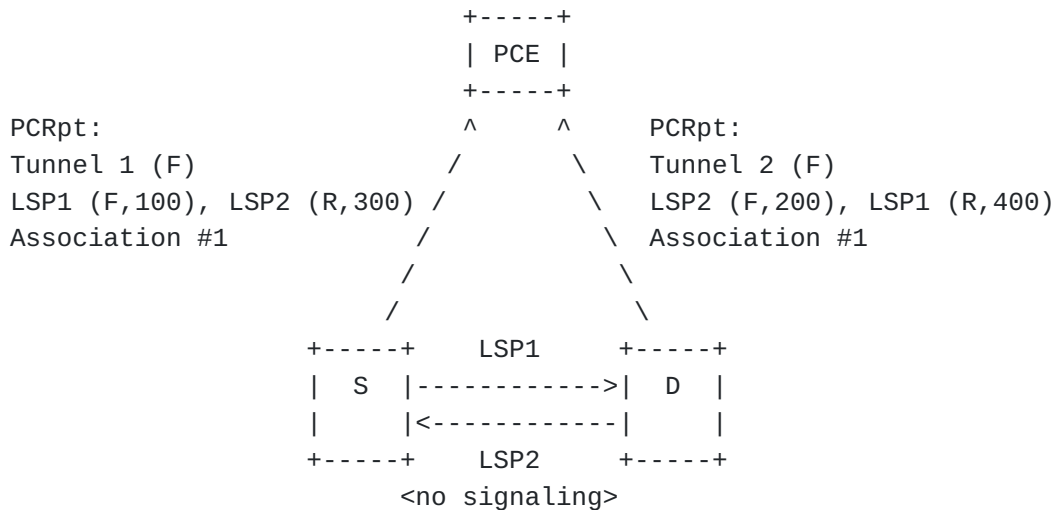 +-----+
| PCE |
+-----+
PCRpt: ^ ^ PCRpt:
Tunnel 1 (F) / \ Tunnel 2 (F)
LSP1 (F,100), LSP2 (R,300) / \ LSP2 (F,200), LSP1 (R,400)
Association #1 / \ Association #1
/ \
/ \
+-----+ LSP1 +-----+
| S |------------>| D |
| |<------------| |
+-----+ LSP2 +-----+
<no signaling>